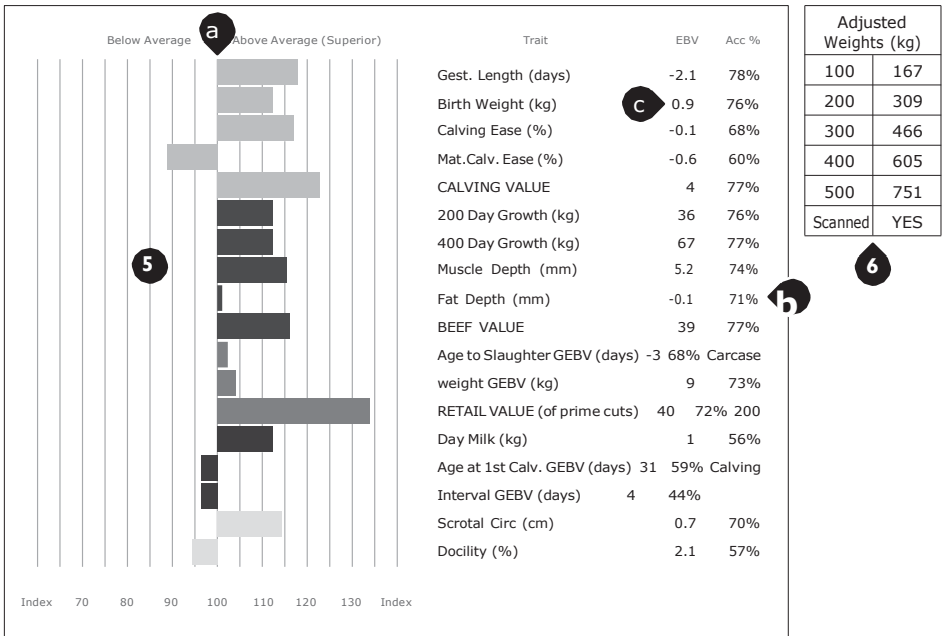 a
Below Average Above Average (Superior) Trait EBV Acc %
Gest. Length (days) -2.1 78%
Birth Weight (kg) c 0.9 76%
Calving Ease (%) -0.1 68%
Mat.Calv. Ease (%) -0.6 60%
CALVING VALUE 4 77%
200 Day Growth (kg) 36 76%
400 Day Growth (kg) 67 77%
5 Muscle Depth (mm) 5.2 74%
Fat Depth (mm) -0.1 71% b
BEEF VALUE 39 77%
Age to Slaughter GEBV (days) -3 68% Carcase
weight GEBV (kg) 9 73%
RETAIL VALUE (of prime cuts) 40 72% 200
Day Milk (kg) 1 56%
Age at 1st Calv. GEBV (days) 31 59% Calving
Interval GEBV (days) 4 44%
Scrotal Circ (cm) 0.7 70%
Docility (%) 2.1 57%
Index 70 80 90 100 110 120 130 Index
Adjusted
Weights (kg)
100 167
200 309
300 466
400 605
500 751
Scanned YES
6